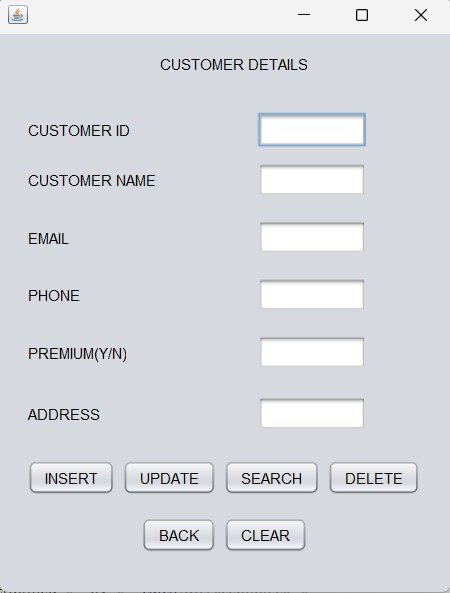 CUSTOMER DETAILS
CUSTOMER ID
CUSTOMER NAME
EMAIL
PHONE
PREMIUM(Y/N)
ADDRESS
INSERT UPDATE SEARCH DELETE
BACK CLEAR